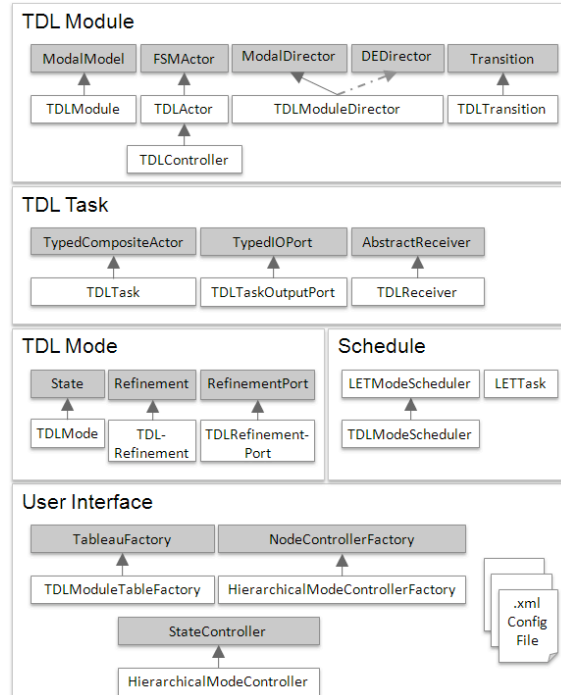 TDL Module
ModalModel FSMActor ModalDirector DEDirector Transition
TDLModule TDLActor TDLModuleDirector TDLTransition
TDLController
TDL Task
TypedCompositeActor TypedIOPort AbstractReceiver
TDLTask TDLTaskOutputPort TDLReceiver
TDL Mode
State Refinement RefinementPort
TDLMode TDL-
Refinement
TDLRefinement-
Port
Schedule
LETModeScheduler LETTask
TDLModeScheduler
User Interface
TableauFactory NodeControllerFactory
TDLModuleTableFactory HierarchicalModeControllerFactory
StateController
HierarchicalModeController
.xml
Config
File